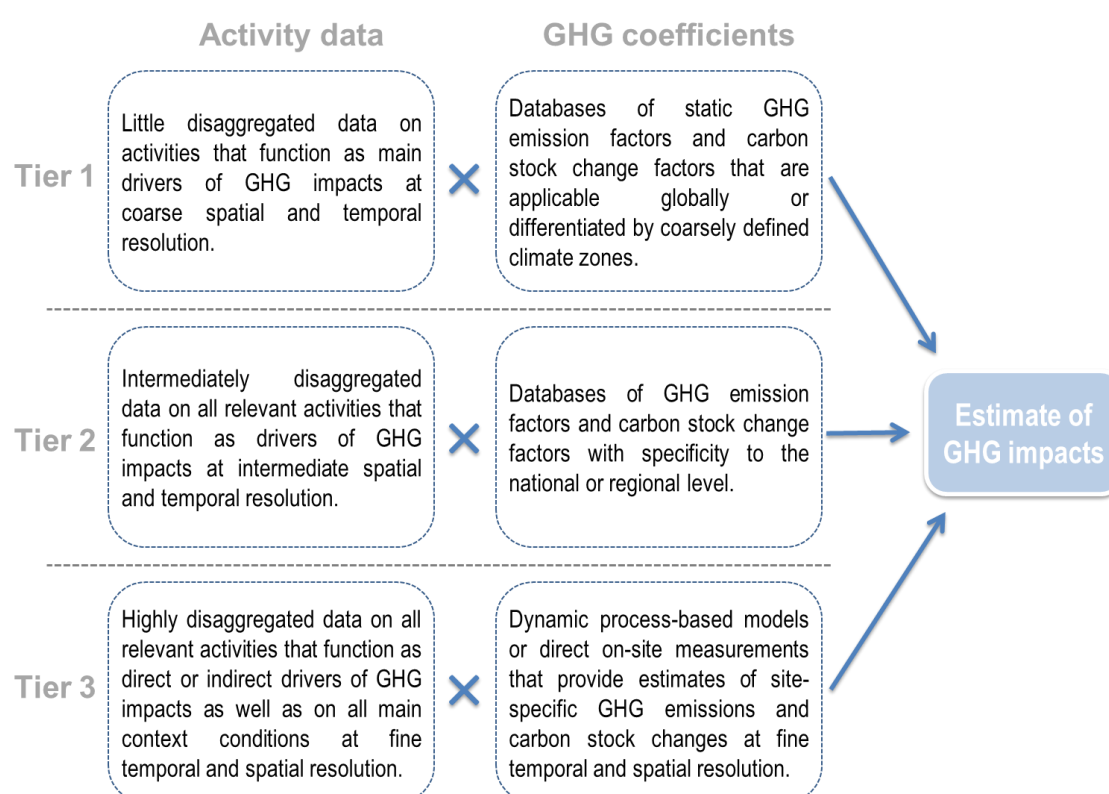 Activity data
GHG coefficients
Tier 1
Little disaggregated data on
activities that function as main
drivers of GHG impacts at
coarse spatial and temporal
resolution.
×
Databases of static GHG
emission factors and carbon
stock change factors that are
applicable globally or
differentiated by coarsely defined
climate zones.
Tier 2
Intermediately disaggregated
data on all relevant activities that
function as drivers of GHG
impacts at intermediate spatial
and temporal resolution.
×
Databases of GHG emission
factors and carbon stock change
factors with specificity to the
national or regional level.
Estimate of
GHG impacts
Tier 3
Highly disaggregated data on all
relevant activities that function as
direct or indirect drivers of GHG
impacts as well as on all main
context conditions at fine
temporal and spatial resolution.
×
Dynamic process-based models
or direct on-site measurements
that provide estimates of site-
specific GHG emissions and
carbon stock changes at fine
temporal and spatial resolution.